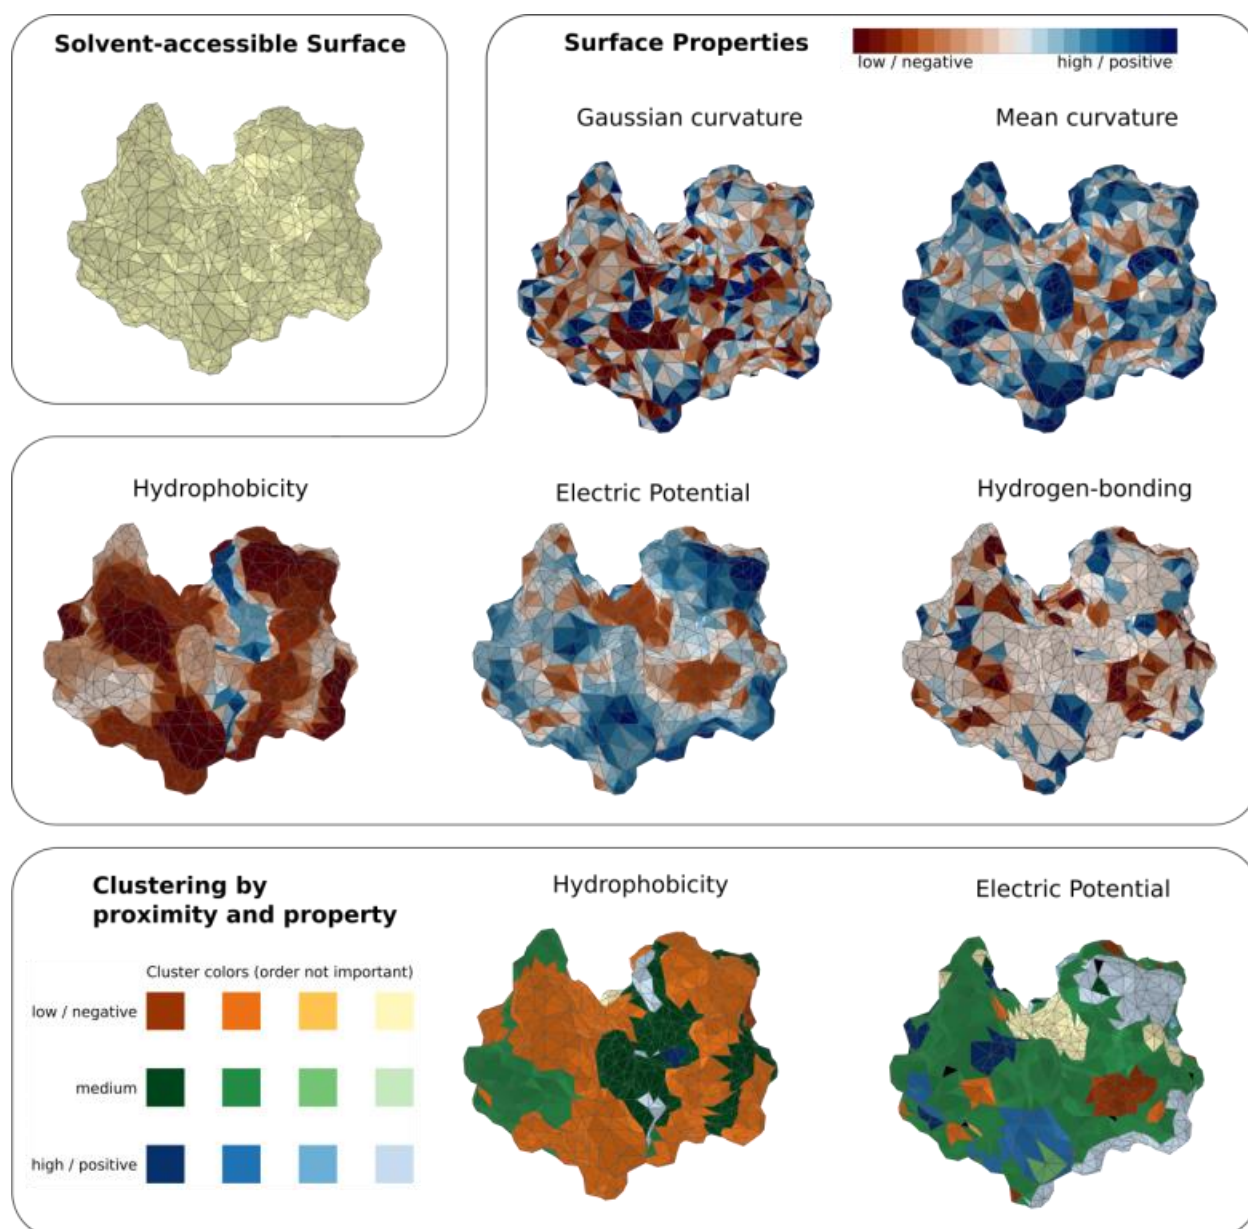 Solvent-accessible Surface
Surface Properties
low / negative
high / positive
Gaussian curvature
Mean curvature
Hydrophobicity
Electric Potential
Hydrogen-bonding
Clustering by
proximity and property
Cluster colors (order not important)
low / negative
medium
high / positive
Hydrophobicity
Electric Potential